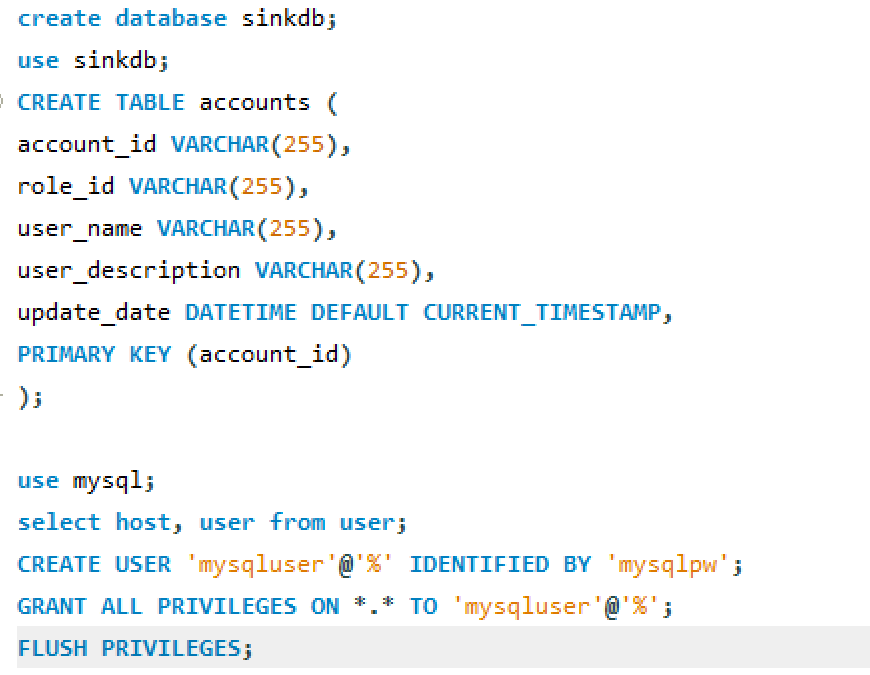 create database sinkdb;
use sinkdb;
CREATE TABLE accounts (
account_id VARCHAR(255),
role_id VARCHAR(255),
user_name VARCHAR(255),
user_description VARCHAR(255),
update_date DATETIME DEFAULT CURRENT_TIMESTAMP,
PRIMARY KEY (account_id)
);
use mysql;
select host, user from user;
CREATE USER 'mysqluser'@'%' IDENTIFIED BY 'mysqlpw';
GRANT ALL PRIVILEGES ON *.* TO 'mysqluser'@'%';
FLUSH PRIVILEGES;